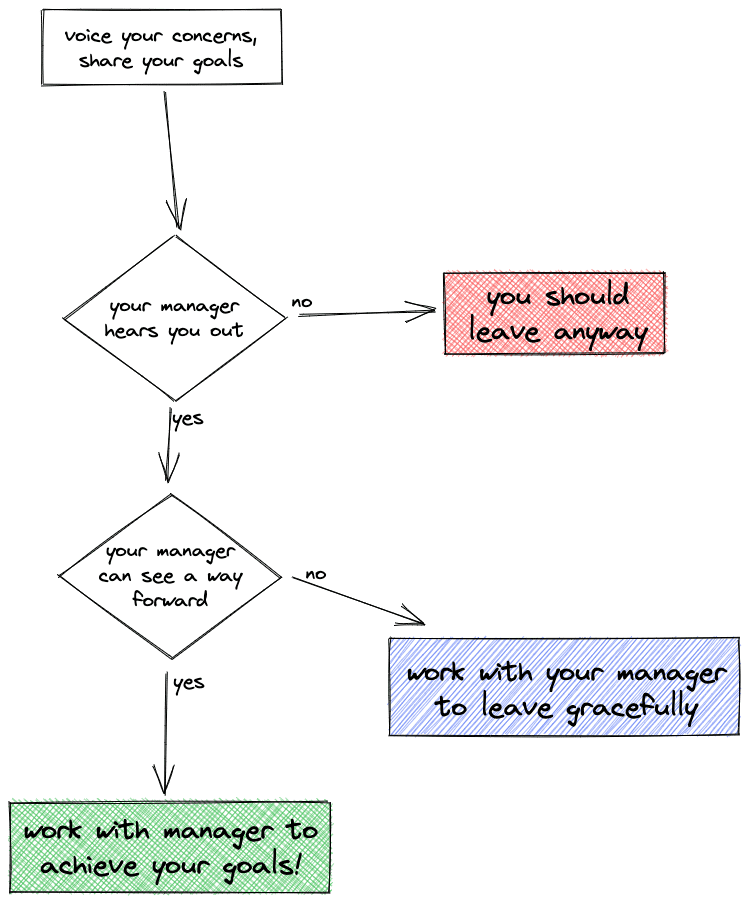 voice your concerns,
share your goals
your manager
hears you out
no
you should
leave anyway
yes
your manager
can see a way
forward
no
work with your manager
to leave gracefully
yes
work with manager to
achieve your goals!